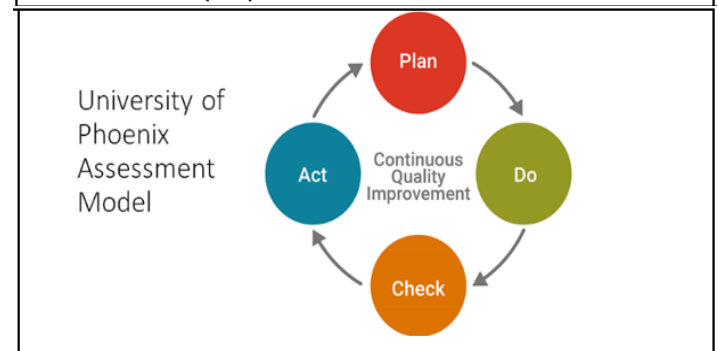 University of
Phoenix
Assessment
Model
Plan
Act
Continuous
Quality
Improvement
Do
Check